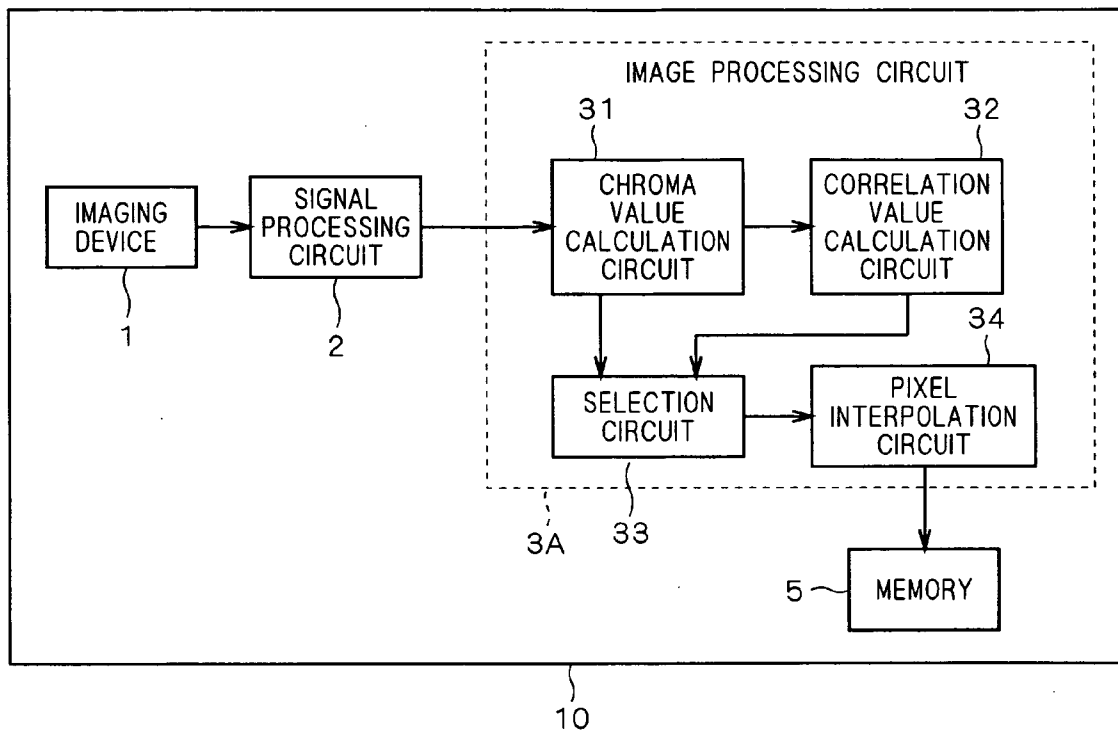 IMAGE PROCESSING CIRCUIT
31
32
IMAGING
DEVICE
1
SIGNAL
PROCESSING
CIRCUIT
2
CHROMA
VALUE
CALCULATION
CIRCUIT
CORRELATION
VALUE
CALCULATION
CIRCUIT
34
SELECTION
CIRCUIT
33
PIXEL
INTERPOLATION
CIRCUIT
3A
5
MEMORY
10